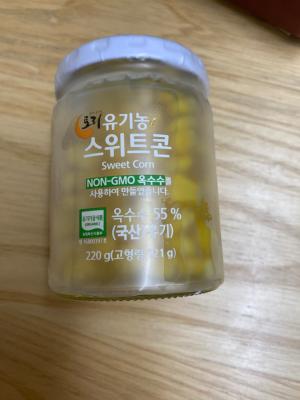 유기농
스위트콘
Sweet Corn
NON-GMO 옥수수를
사용하여 만들었습니다.
옥수수 55 %
(국산
220 g(고형량
21 g)